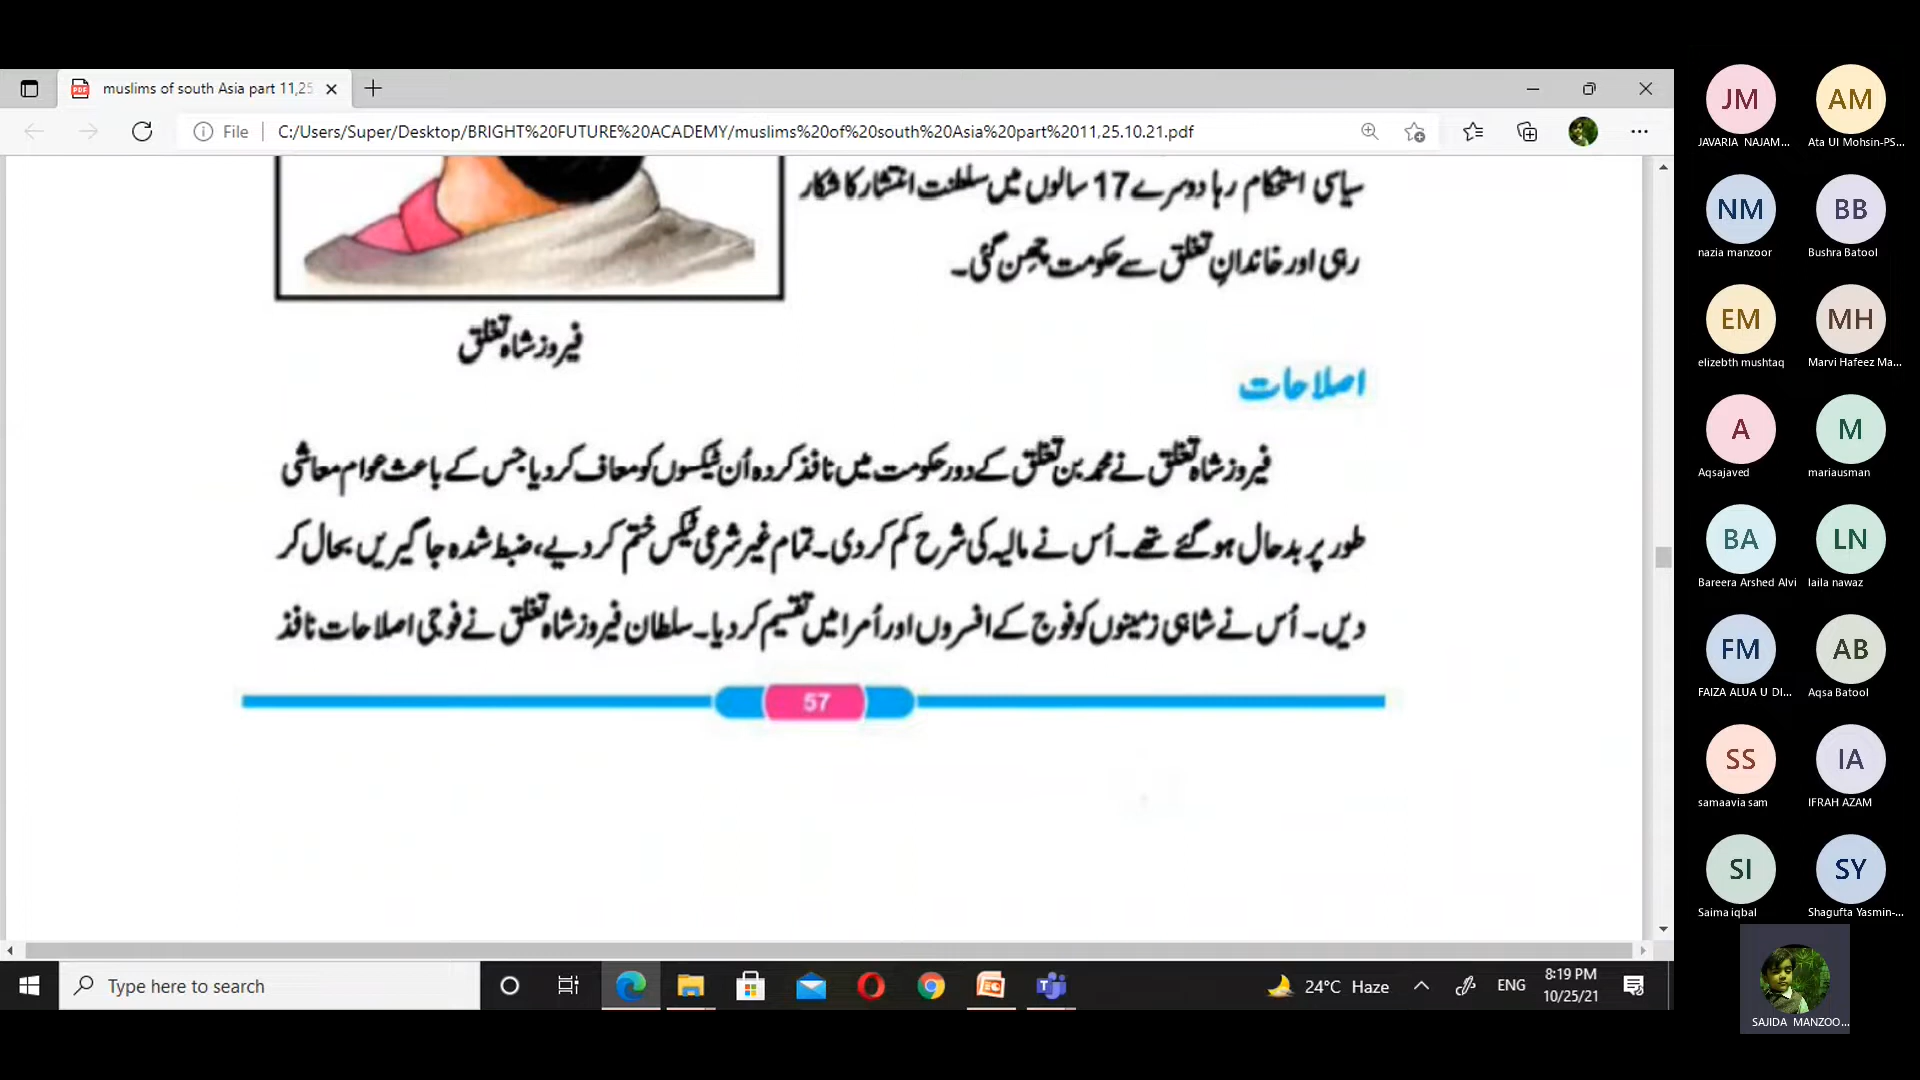 muslims of south Asia part 11,25
File
C:/Users/Super/Desktop/BRIGHT%20FUTURE%20ACADEMY/muslims%20of%20south%20Asia%20part%2011,25.10.21.pdf
سیاسی استحکام رہا دوسرے 17 سالوں میں سلطنت انتشار کا شکار
رہی اور خاندانِ تغلق سے حکومت چھِن گئی۔
فیروز شاہ تغلق
اصلاحات
فیروز شاہ تغلق نے محمد بن تغلق کے دور حکومت میں نافذ کردہ اُن ٹیکسوں کو معاف کر دیا جس کے باعث عوام معاشی
طور پر بدحال ہو گئے تھے۔ اُس نے مالیہ کی شرح کم کر دی۔ تمام غیر شرعی ٹیکس ختم کر دیے، ضبط شدہ جاگیریں بحال کر
دیں۔ اُس نے شاہی زمینوں کو فوج کے افسروں اور اُمرا میں تقسیم کر دیا۔ سلطان فیروز شاہ تغلق نے فوجی اصلاحات نافذ
57
JM
JAVARIA NAJAM...
AM
Ata Ul Mohsin-PS...
NM
nazia manzoor
BB
Bushra Batool
EM
elizebth mushtaq
MH
Marvi Hafeez Ma...
A
Aqsajaved
M
mariausman
BA
Bareera Arshed Alvi
LN
laila nawaz
FM
FAIZA ALUA U DI...
AB
Aqsa Batool
SS
samaavia sam
IA
IFRAH AZAM
SI
Saima iqbal
SY
Shagufta Yasmin-...
SAJIDA MANZOO...
Type here to search
24°C Haze
ENG
8:19 PM
10/25/21